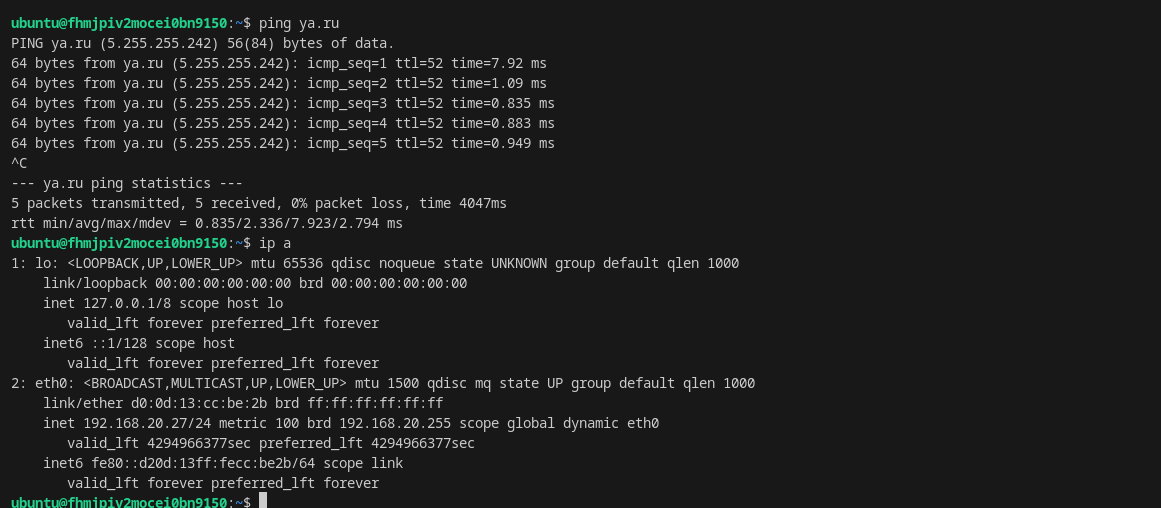 ubuntu@fhmjpiv2mocei0bn9150:~$ ping ya.ru
PING ya.ru (5.255.255.242) 56(84) bytes of data.
64 bytes from ya.ru (5.255.255.242): icmp_seq=1 ttl=52 time=7.92 ms
64 bytes from ya.ru (5.255.255.242): icmp_seq=2 ttl=52 time=1.09 ms
64 bytes from ya.ru (5.255.255.242): icmp_seq=3 ttl=52 time=0.835 ms
64 bytes from ya.ru (5.255.255.242): icmp_seq=4 ttl=52 time=0.883 ms
64 bytes from ya.ru (5.255.255.242): icmp_seq=5 ttl=52 time=0.949 ms
^C
--- ya.ru ping statistics ---
5 packets transmitted, 5 received, 0% packet loss, time 4047ms
rtt min/avg/max/mdev = 0.835/2.336/7.923/2.794 ms
ubuntu@fhmjpiv2mocei0bn9150:~$ ip a
1: lo: <LOOPBACK,UP,LOWER_UP> mtu 65536 qdisc noqueue state UNKNOWN group default qlen 1000
    link/loopback 00:00:00:00:00:00 brd 00:00:00:00:00:00
    inet 127.0.0.1/8 scope host lo
       valid_lft forever preferred_lft forever
    inet6 ::1/128 scope host
       valid_lft forever preferred_lft forever
2: eth0: <BROADCAST,MULTICAST,UP,LOWER_UP> mtu 1500 qdisc mq state UP group default qlen 1000
    link/ether d0:0d:13:cc:be:2b brd ff:ff:ff:ff:ff:ff
    inet 192.168.20.27/24 metric 100 brd 192.168.20.255 scope global dynamic eth0
       valid_lft 4294966377sec preferred_lft 4294966377sec
    inet6 fe80::d20d:13ff:fecc:be2b/64 scope link
       valid_lft forever preferred_lft forever
ubuntu@fhmjpiv2mocei0bn9150:~$